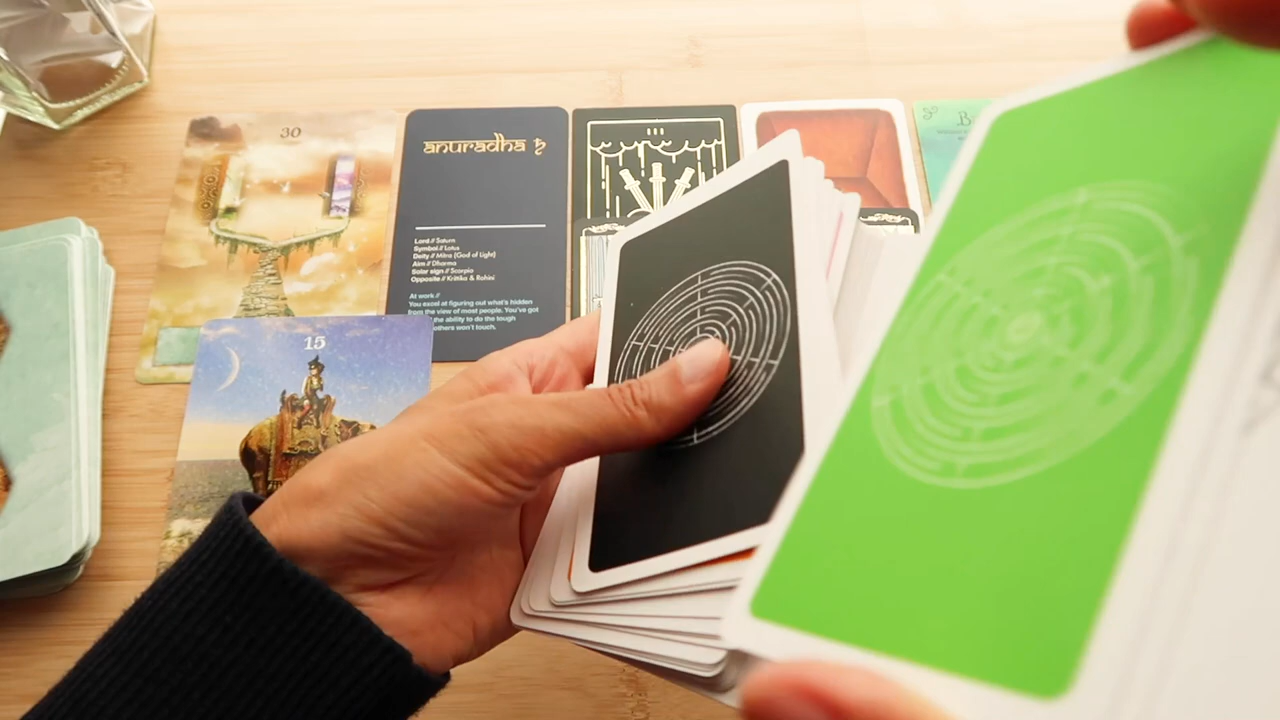 30
anuradha ♄
III
Lord // Saturn
Symbol // Lotus
Deity // Mitra (God of Light)
Aim // Dharma
Solar sign // Scorpio
Opposite // Krittika & Rohini
At work //
You excel at figuring out what's hidden
from the view of most people. You've got
the ability to do the tough
others won't touch.
15